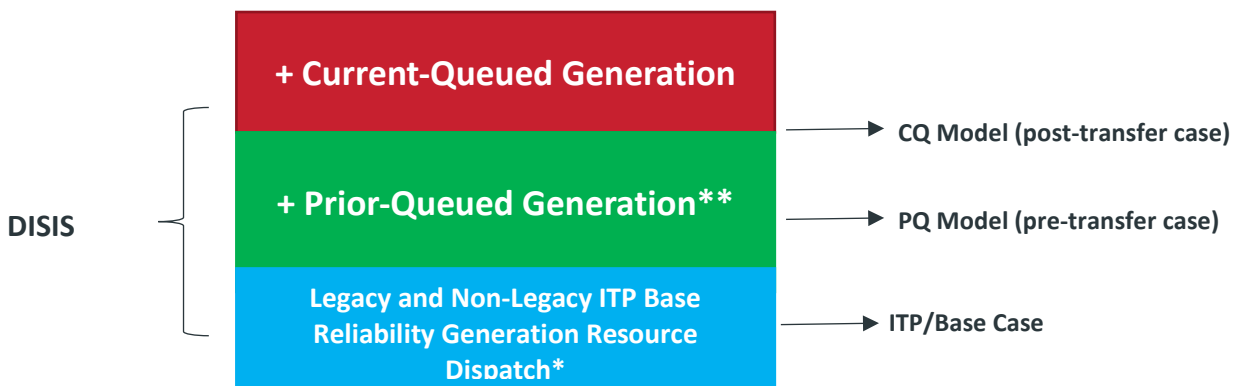 + Current-Queued Generation
CQ Model (post-transfer case)
+ Prior-Queued Generation**
DISIS
PQ Model (pre-transfer case)
Legacy and Non-Legacy ITP Base
Reliability Generation Resource
Dispatch*
ITP/Base Case